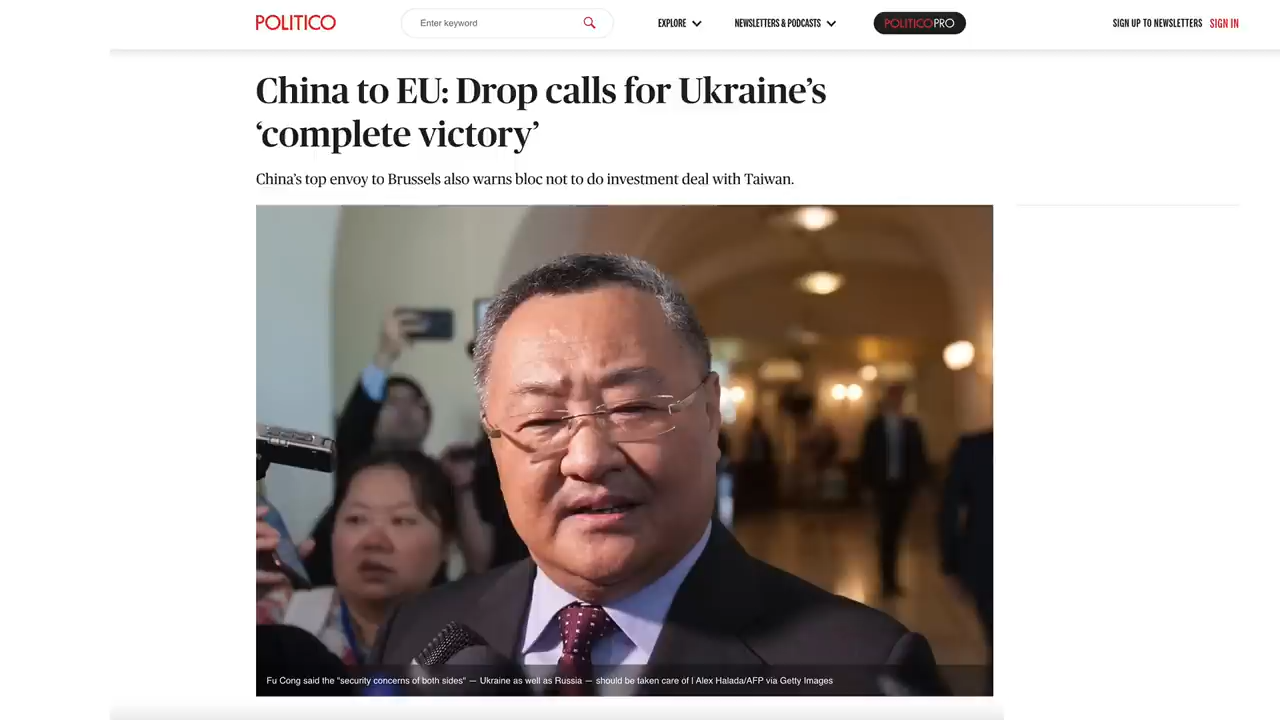 POLITICO
Enter keyword
EXPLORE
NEWSLETTERS & PODCASTS
POLITICOPRO
SIGN UP TO NEWSLETTERS
SIGN IN
China to EU: Drop calls for Ukraine’s
‘complete victory’
China’s top envoy to Brussels also warns bloc not to do investment deal with Taiwan.
Fu Cong said the "security concerns of both sides" — Ukraine as well as Russia — should be taken care of | Alex Halada/AFP via Getty Images